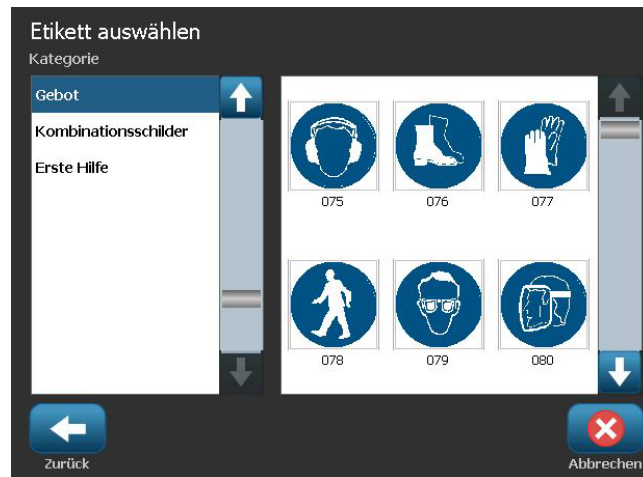 Etikett auswählen
Kategorie
Gebot
Kombinationsschilder
Erste Hilfe
075 076 077
078 079 080
Zurück
Abbrechen